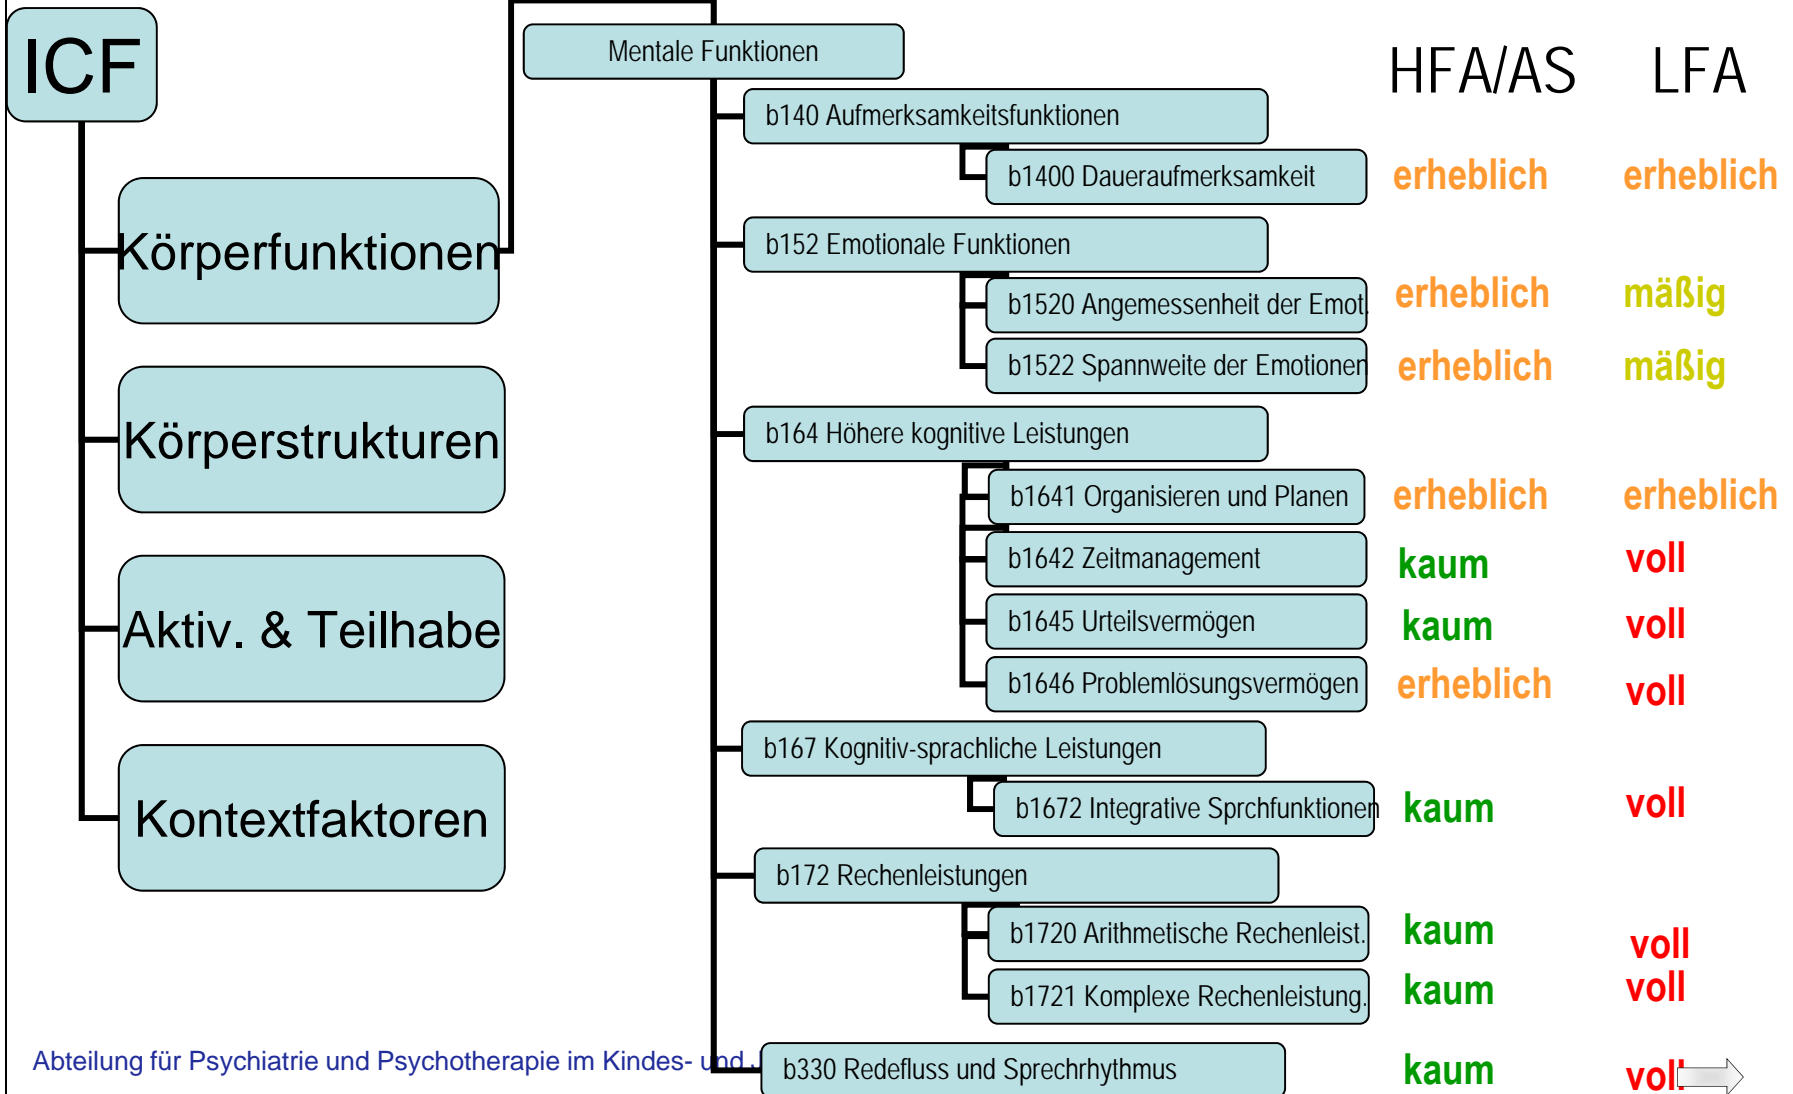 ICF
Körperfunktionen
Körperstrukturen
Aktiv. & Teilhabe
Kontextfaktoren
Mentale Funktionen
HFA/AS LFA
b140 Aufmerksamkeitsfunktionen
b1400 Daueraufmerksamkeit erheblich erheblich
b152 Emotionale Funktionen
b1520 Angemessenheit der Emot. erheblich mäßig
b1522 Spannweite der Emotionen erheblich mäßig
b164 Höhere kognitive Leistungen
b1641 Organisieren und Planen erheblich erheblich
b1642 Zeitmanagement kaum voll
b1645 Urteilsvermögen kaum voll
b1646 Problemlösungsvermögen erheblich voll
b167 Kognitiv-sprachliche Leistungen
b1672 Integrative Sprchfunktionen kaum voll
b172 Rechenleistungen
b1720 Arithmetische Rechenleist. kaum voll
b1721 Komplexe Rechenleistung. kaum voll
b330 Redefluss und Sprechrhythmus kaum voll
Abteilung für Psychiatrie und Psychotherapie im Kindes- und